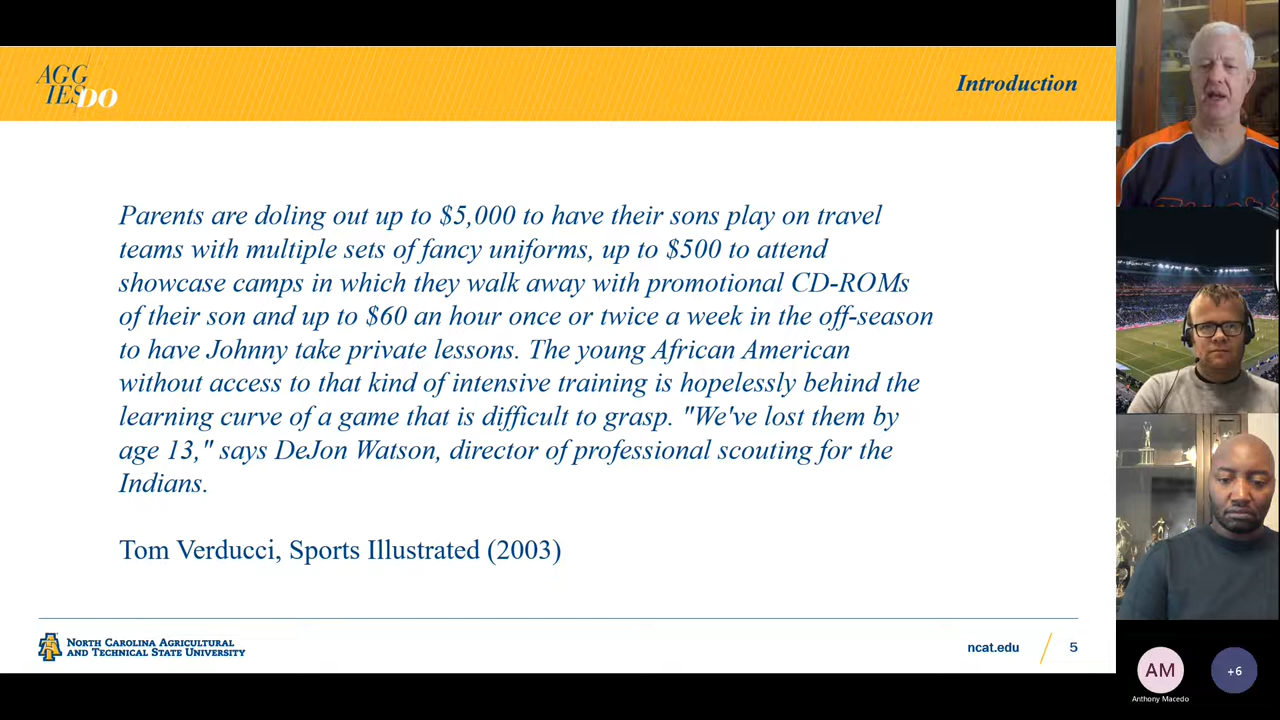 AGG
IES DO
Introduction
Parents are doling out up to $5,000 to have their sons play on travel
teams with multiple sets of fancy uniforms, up to $500 to attend
showcase camps in which they walk away with promotional CD-ROMs
of their son and up to $60 an hour once or twice a week in the off-season
to have Johnny take private lessons. The young African American
without access to that kind of intensive training is hopelessly behind the
learning curve of a game that is difficult to grasp. "We've lost them by
age 13," says DeJon Watson, director of professional scouting for the
Indians.
Tom Verducci, Sports Illustrated (2003)
NORTH CAROLINA AGRICULTURAL
AND TECHNICAL STATE UNIVERSITY
ncat.edu
5
AM
+6
Anthony Macedo